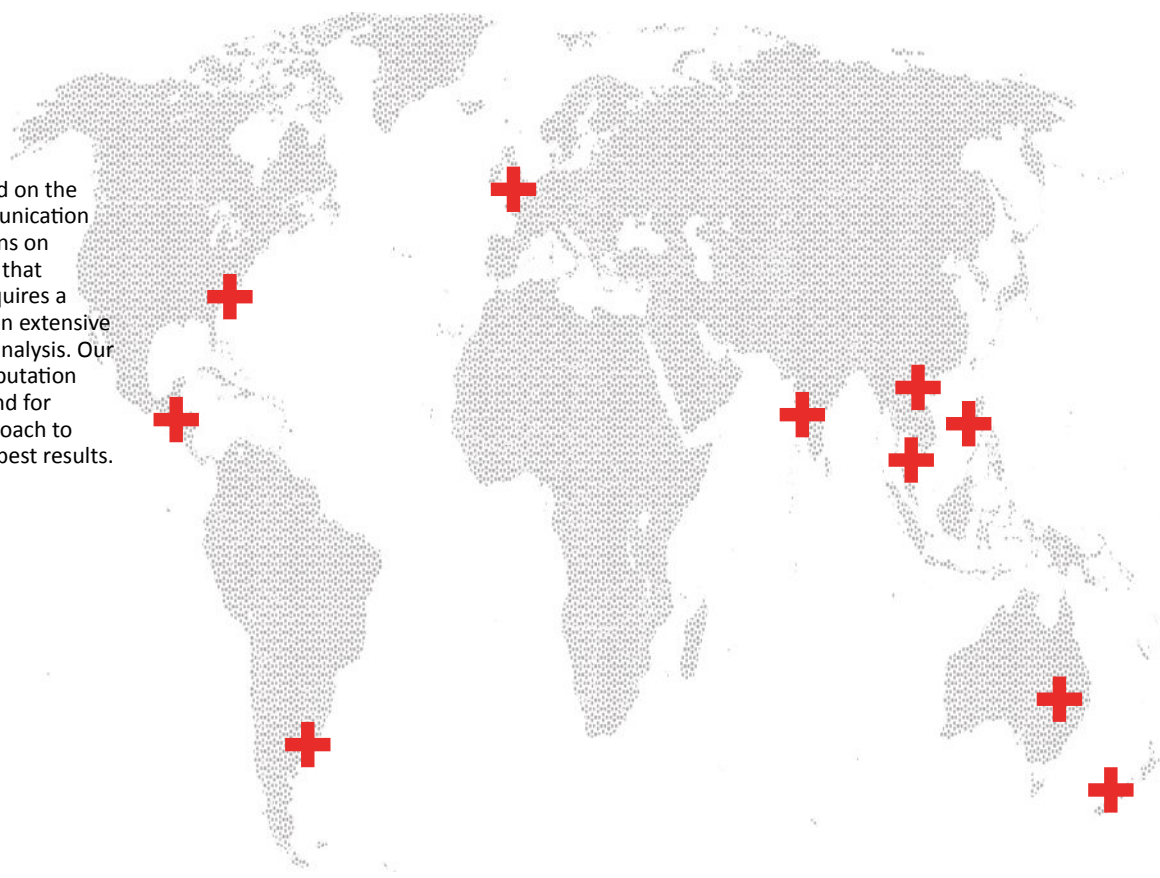 d on the
unication
ns on
that
quires a
n extensive
nalysis. Our
putation
nd for
oach to
best results.